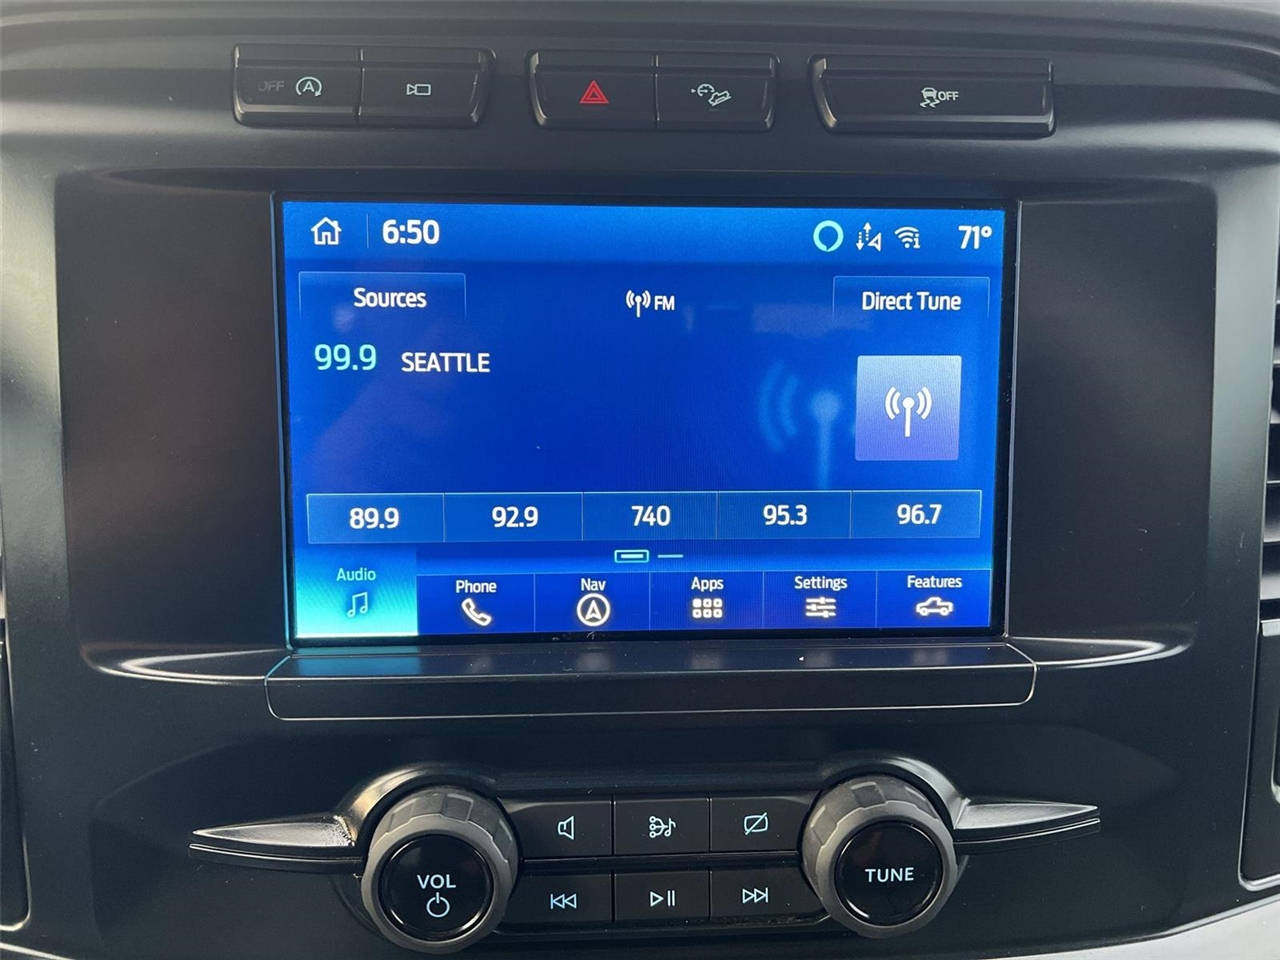 OFF A
OFF
6:50 71°
Sources FM Direct Tune
99.9 SEATTLE
89.9 92.9 740 95.3 96.7
Audio Phone Nav Apps Settings Features
VOL TUNE